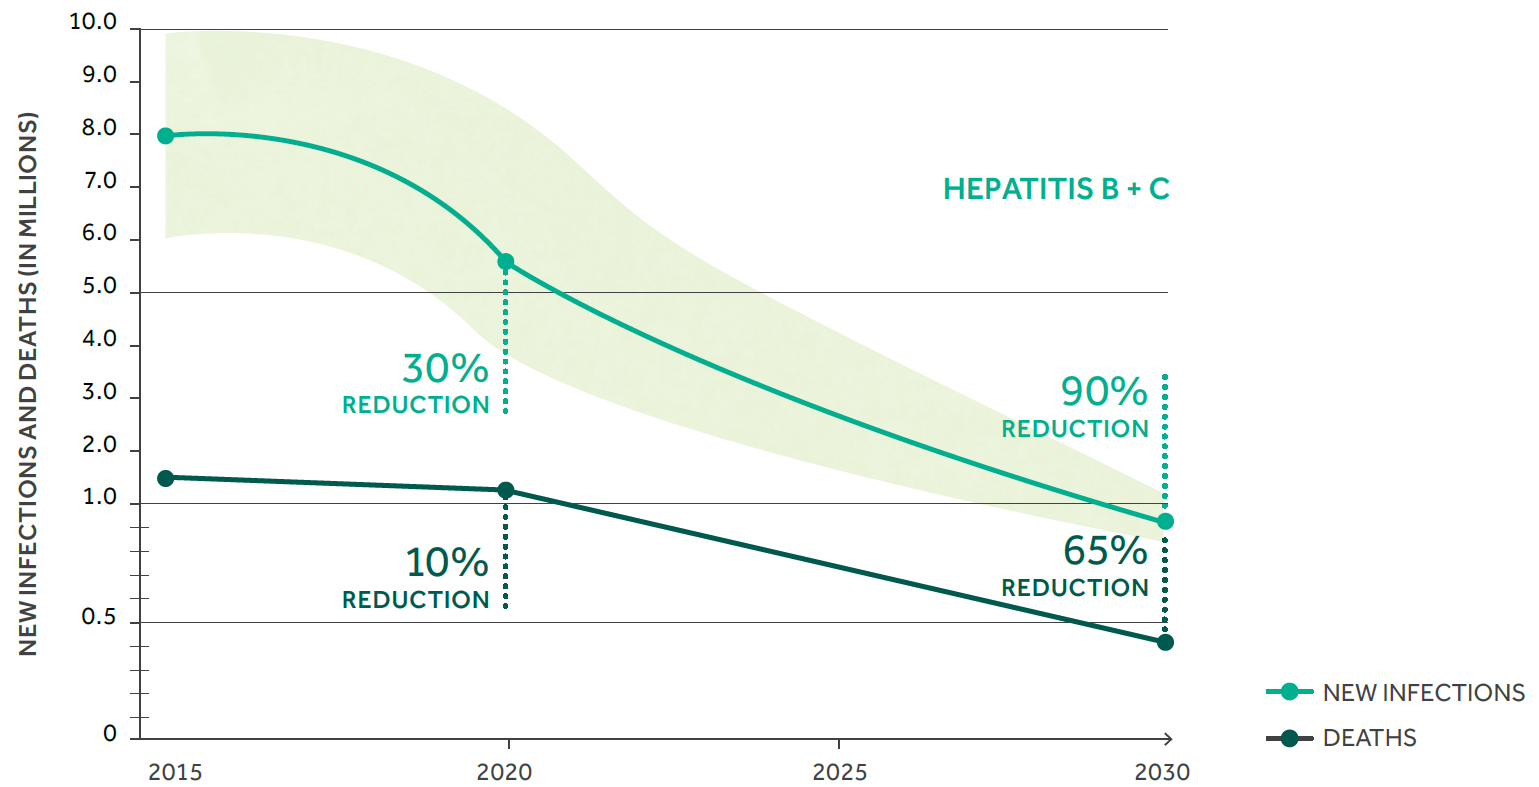 NEW INFECTIONS AND DEATHS (IN MILLIONS)
10.0
9.0
8.0
7.0
6.0
5.0
4.0
3.0
2.0
1.0
0.5
0
HEPATITIS B + C
30%
REDUCTION
90%
REDUCTION
10%
REDUCTION
65%
REDUCTION
2015 2020 2025 2030
NEW INFECTIONS
DEATHS